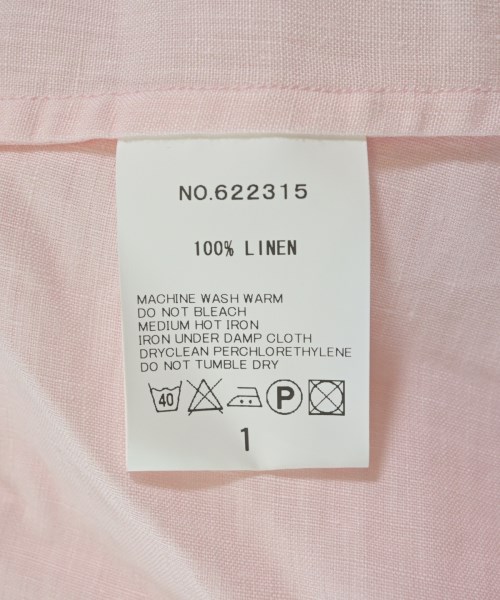 NO.622315
100% LINEN
MACHINE WASH WARM
DO NOT BLEACH
MEDIUM HOT IRON
IRON UNDER DAMP CLOTH
DRYCLEAN PERCHLORETHYLENE
DO NOT TUMBLE DRY
40 P
1